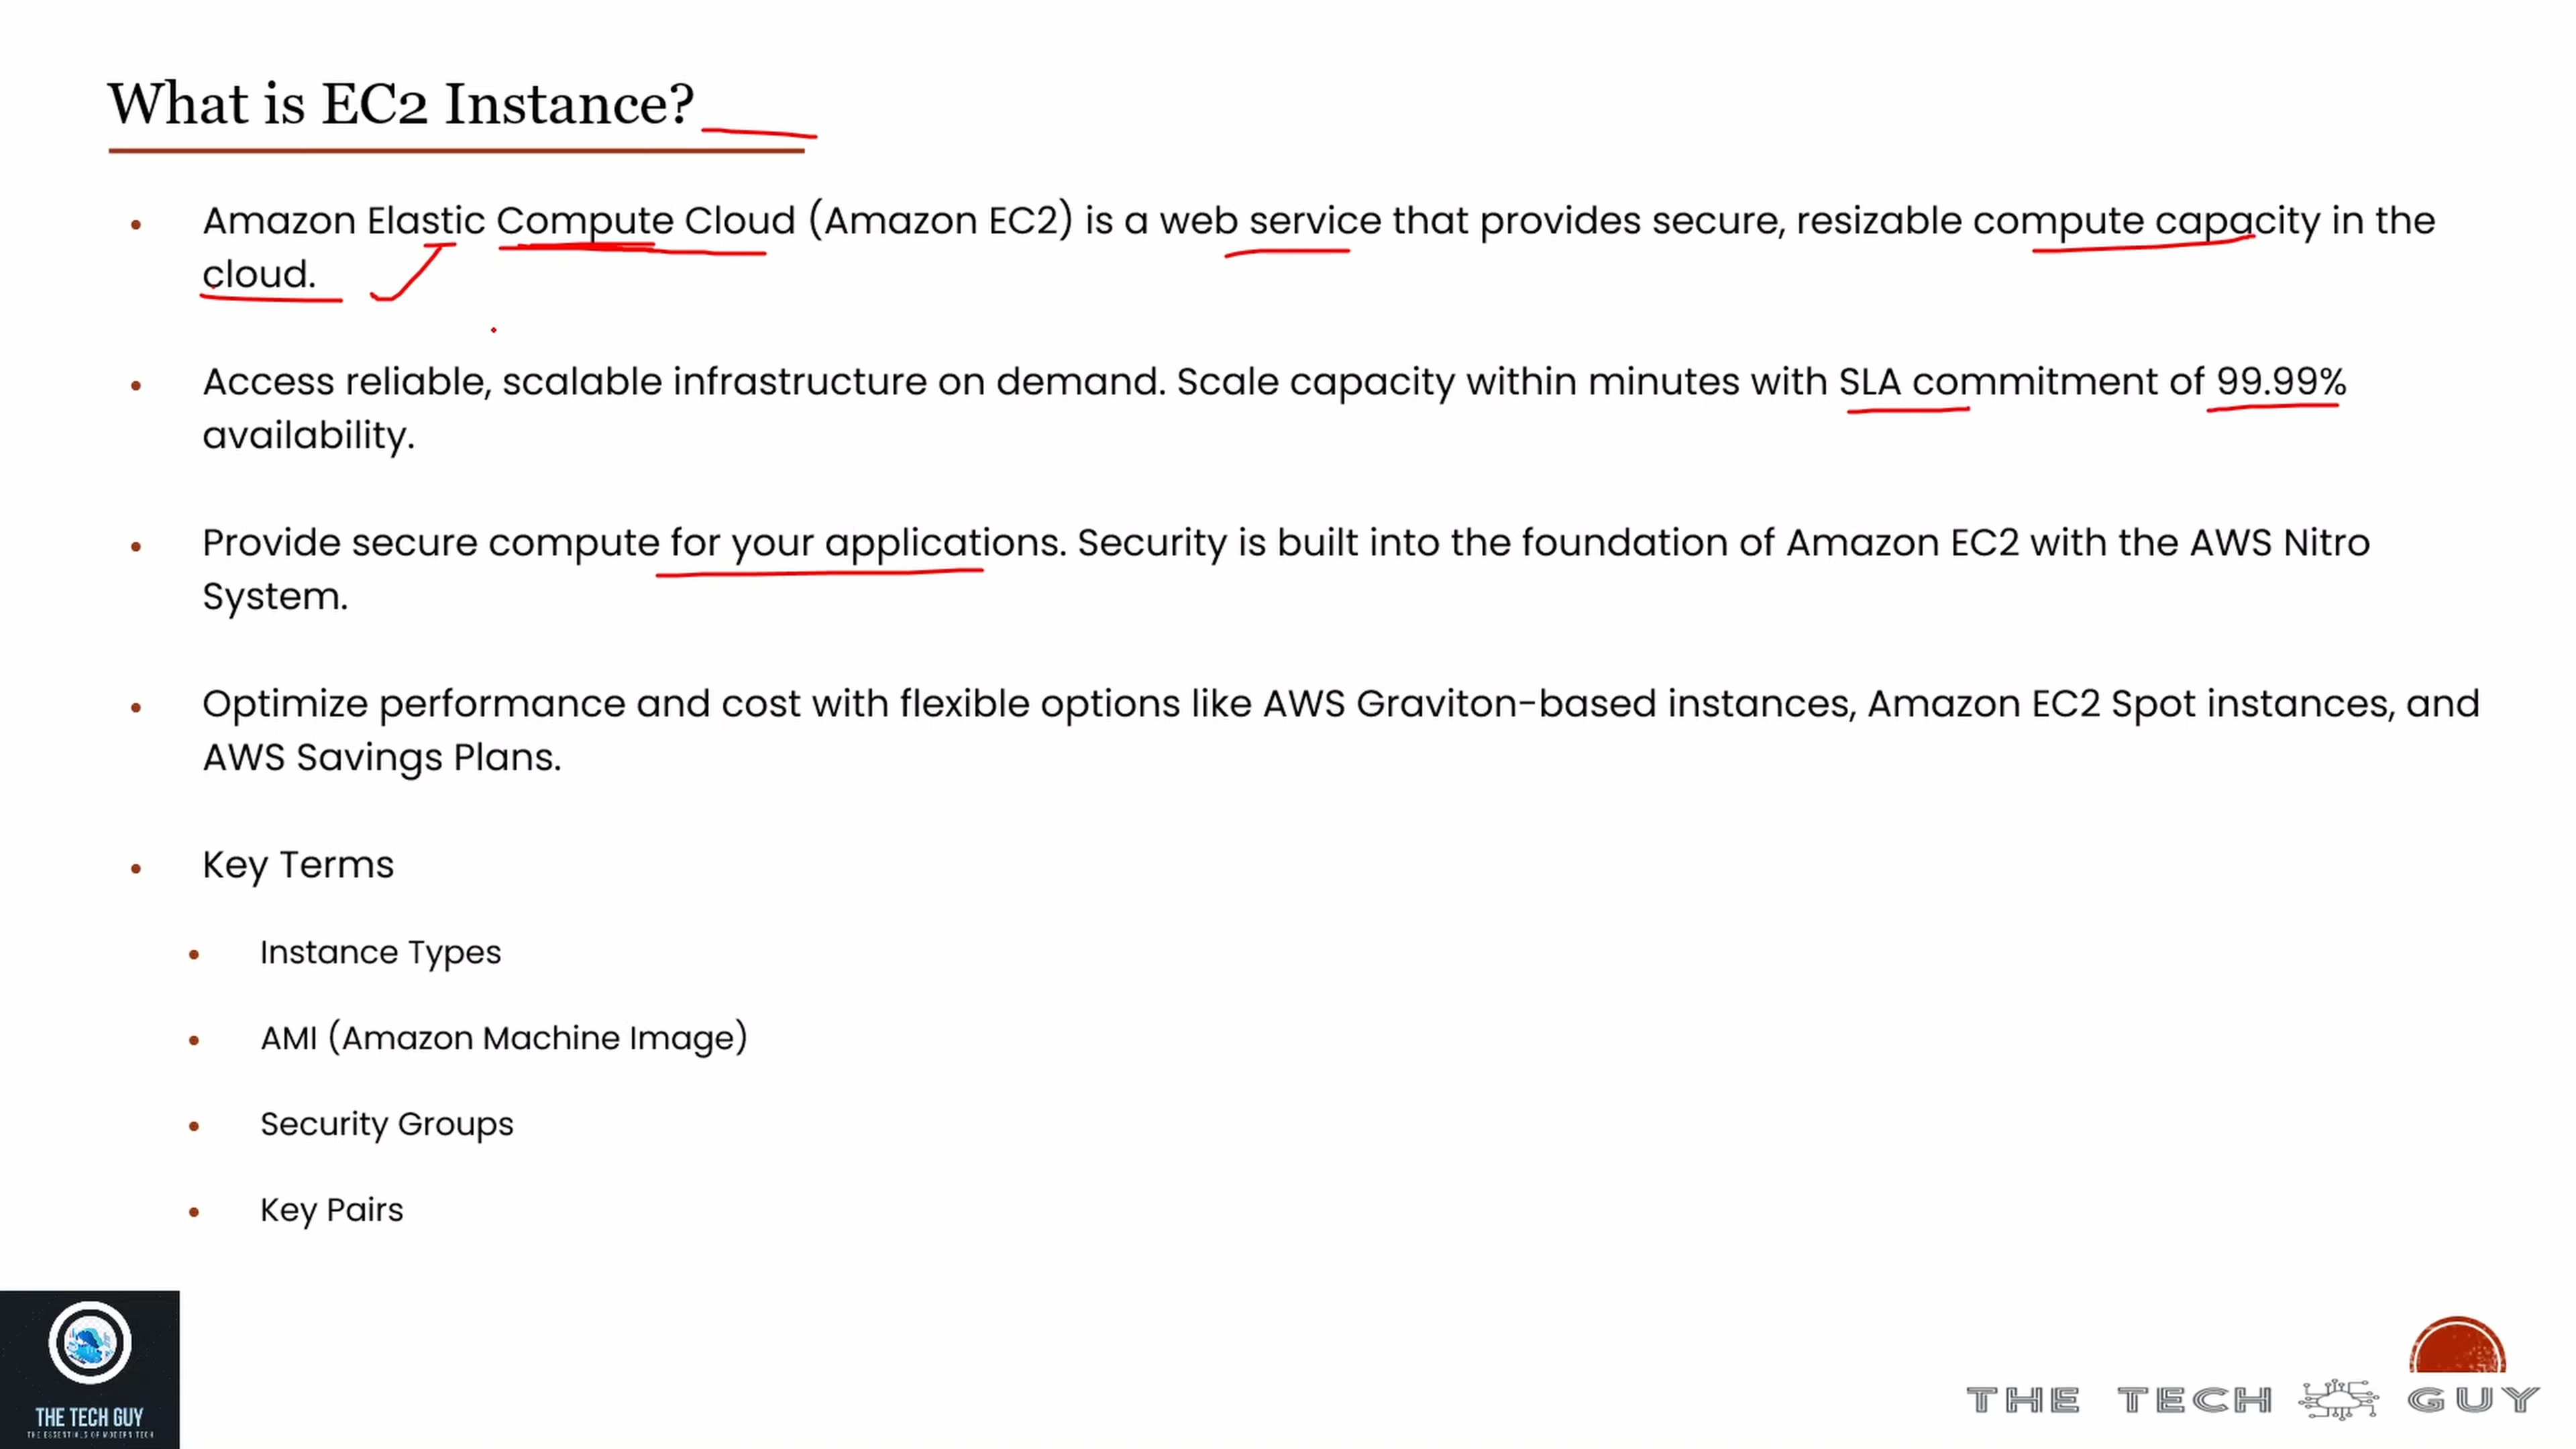 What is EC2 Instance?
Amazon Elastic Compute Cloud (Amazon EC2) is a web service that provides secure, resizable compute capacity in the
cloud.
Access reliable, scalable infrastructure on demand. Scale capacity within minutes with SLA commitment of 99.99%
availability.
Provide secure compute for your applications. Security is built into the foundation of Amazon EC2 with the AWS Nitro
System.
Optimize performance and cost with flexible options like AWS Graviton-based instances, Amazon EC2 Spot instances, and
AWS Savings Plans.
Key Terms
Instance Types
AMI (Amazon Machine Image)
Security Groups
Key Pairs
THE TECH GUY
THE ESSENTIALS OF MODERN TECH
THE TECH GUY